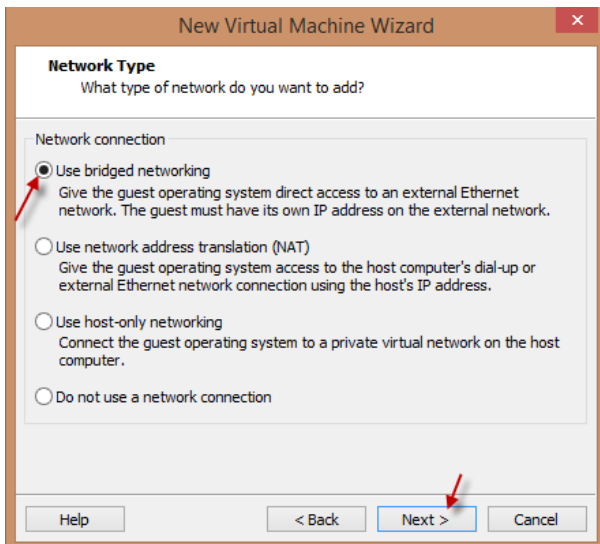 New Virtual Machine Wizard
Network Type
What type of network do you want to add?
Network connection
Use bridged networking
Give the guest operating system direct access to an external Ethernet
network. The guest must have its own IP address on the external network.
Use network address translation (NAT)
Give the guest operating system access to the host computer's dial-up or
external Ethernet network connection using the host's IP address.
Use host-only networking
Connect the guest operating system to a private virtual network on the host
computer.
Do not use a network connection
Help
< Back
Next >
Cancel